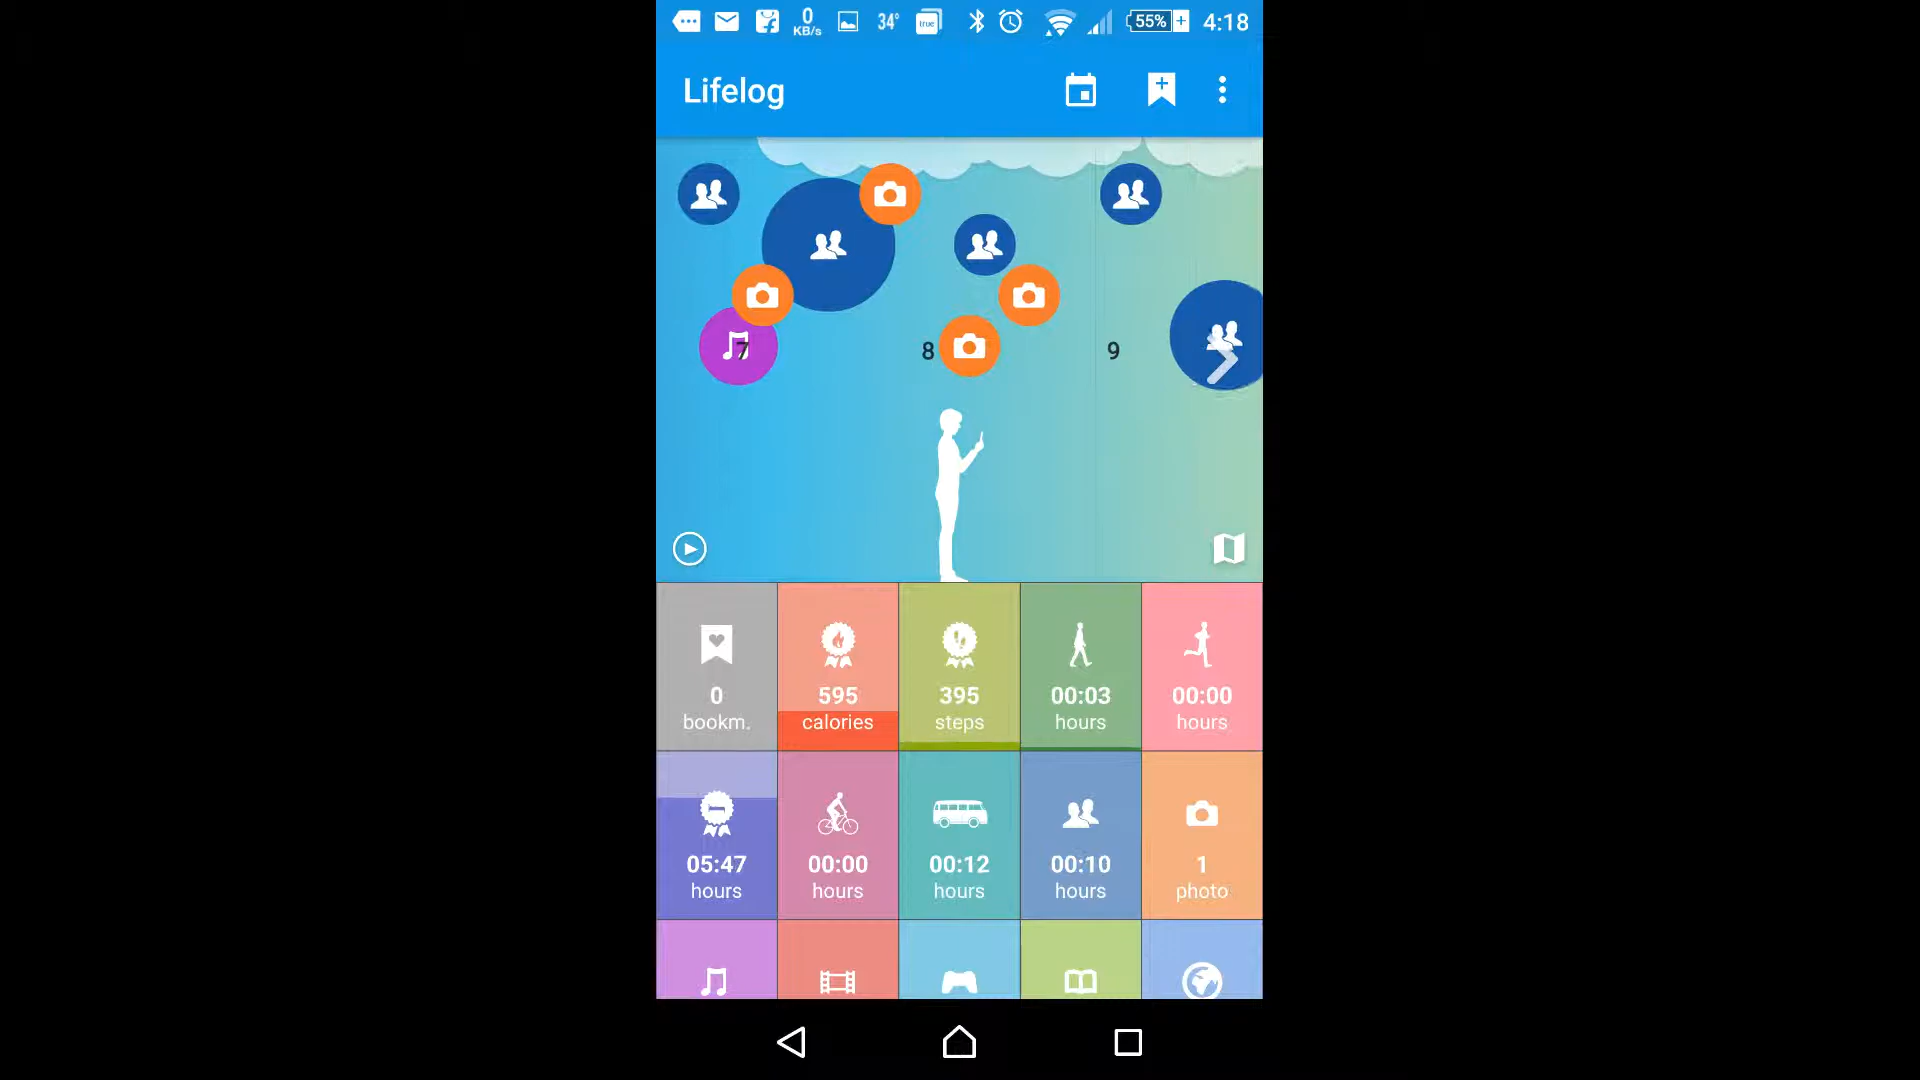 0 KB/s 34° true 55% 4:18
Lifelog
7 8 9
0 595 395 00:03 00:00
bookm. calories steps hours hours
05:47 00:00 00:12 00:10 1
hours hours hours hours photo